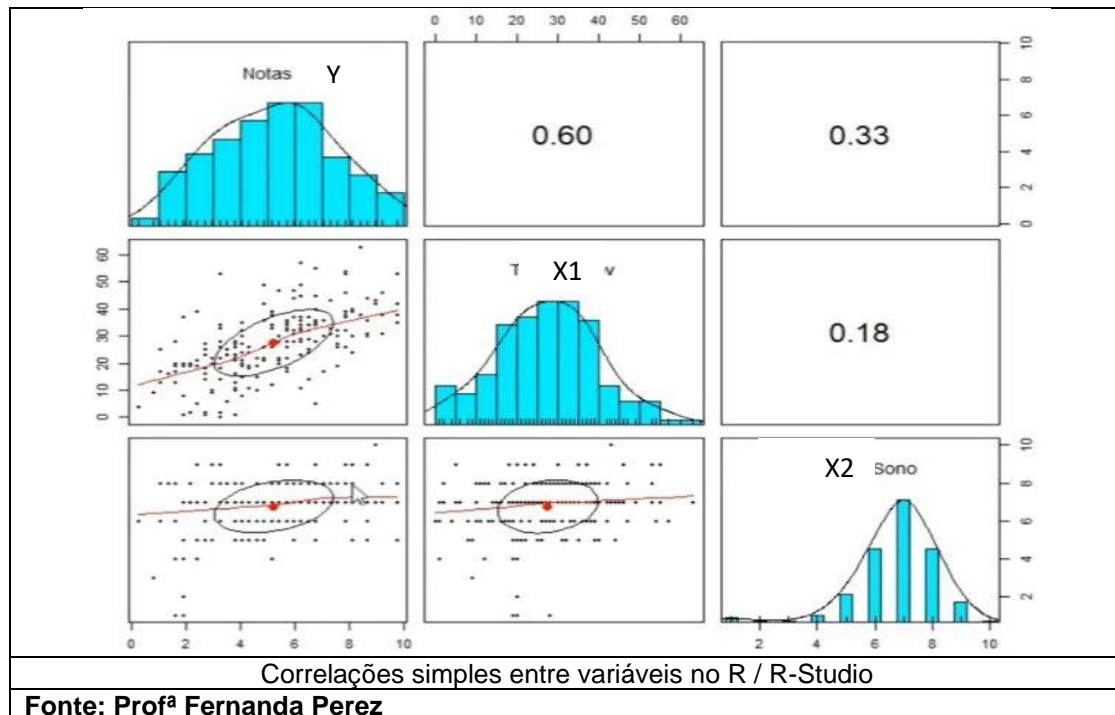 0 10 20 30 40 50 60
Notas Y
0.60
0.33
0 2 4 6 8 10
0 10 20 30 40 50 60
T X1 v
0.18
X2 Sono
2 4 6 8 10
0 2 4 6 8 10
2 4 6 8 10
Correlações simples entre variáveis no R / R-Studio
Fonte: Profª Fernanda Perez